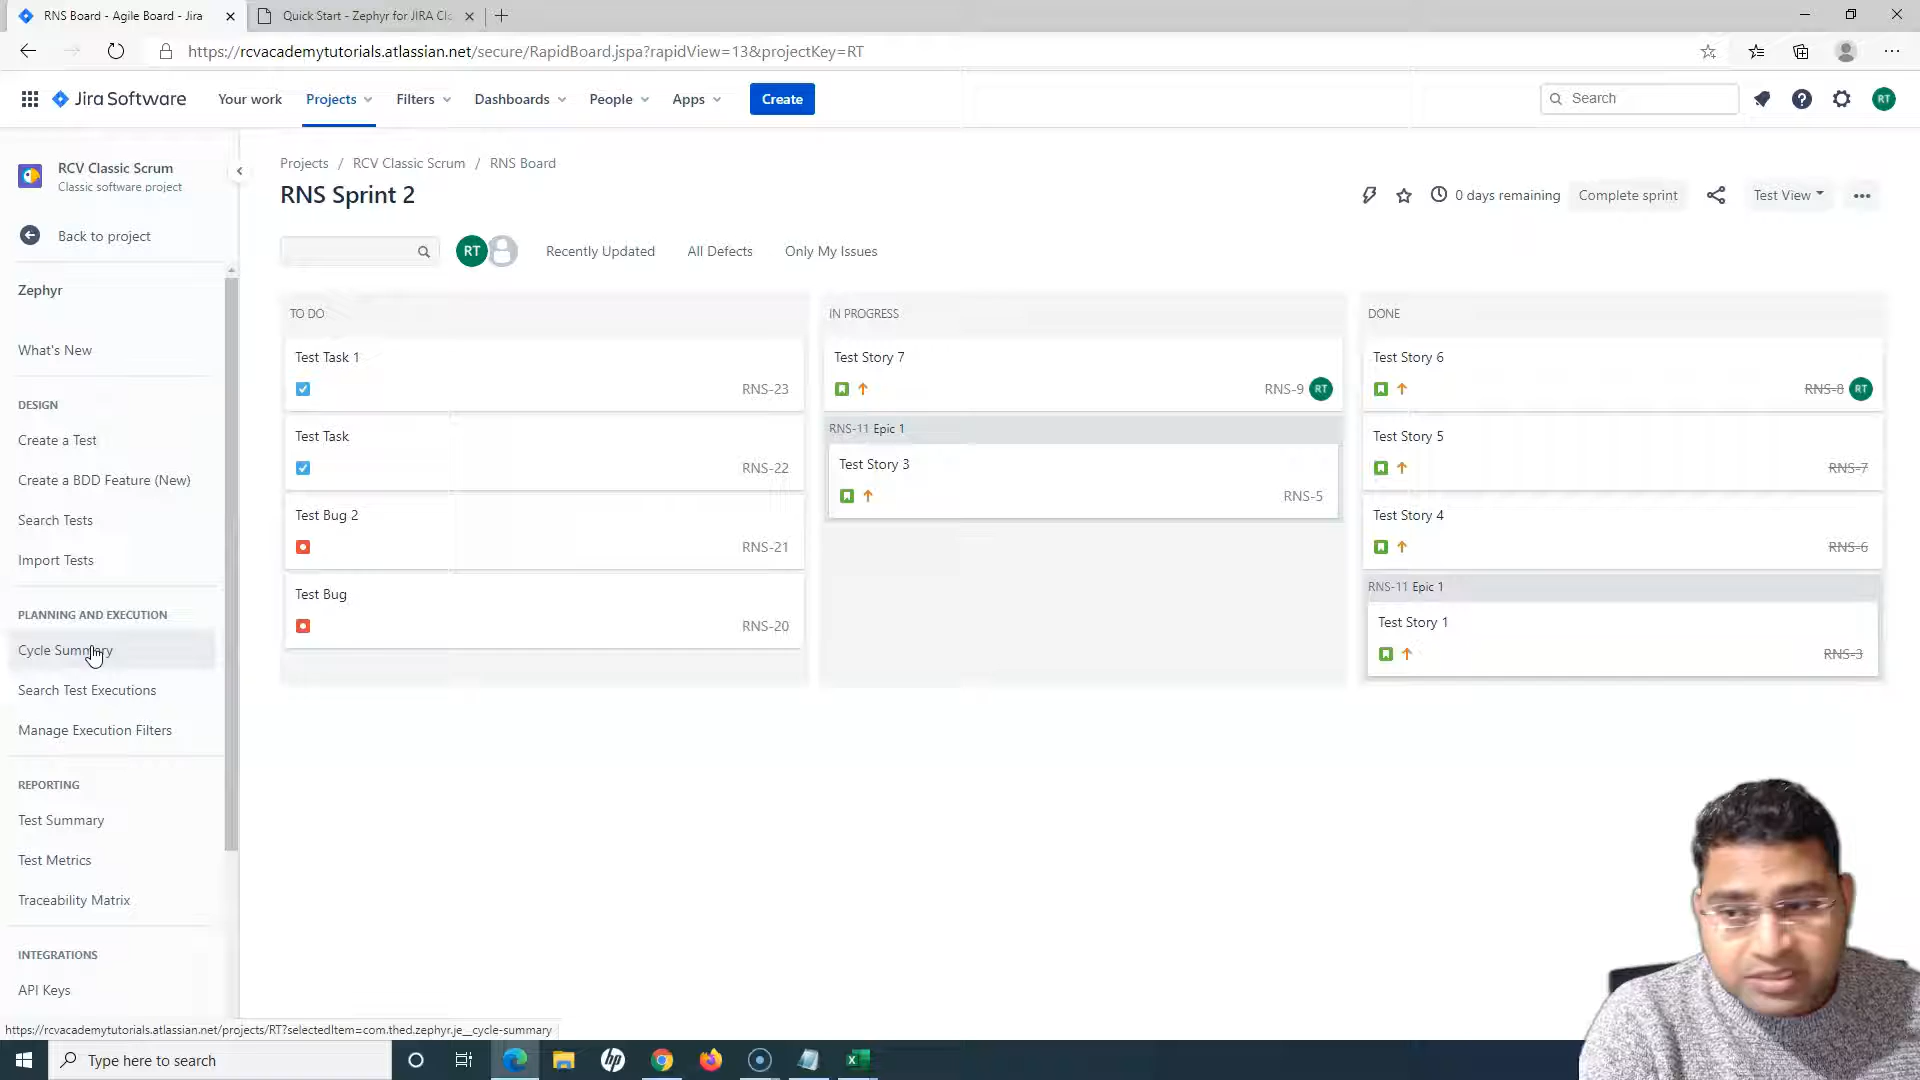 RNS Board - Agile Board - Jira
Quick Start - Zephyr for JIRA Cl
https://rcvacademytutorials.atlassian.net/secure/RapidBoard.jspa?rapidView=13&projectKey=RT
Jira Software
Your work
Projects
Filters
Dashboards
People
Apps
Create
Search
RT
RCV Classic Scrum
Classic software project
Back to project
Zephyr
What's New
DESIGN
Create a Test
Create a BDD Feature (New)
Search Tests
Import Tests
PLANNING AND EXECUTION
Cycle Summary
Search Test Executions
Manage Execution Filters
REPORTING
Test Summary
Test Metrics
Traceability Matrix
INTEGRATIONS
API Keys
Projects / RCV Classic Scrum / RNS Board
RNS Sprint 2
0 days remaining
Complete sprint
Test View
RT
Recently Updated
All Defects
Only My Issues
TO DO
Test Task 1
RNS-23
Test Task
RNS-22
Test Bug 2
RNS-21
Test Bug
RNS-20
IN PROGRESS
Test Story 7
RNS-9 RT
RNS-11 Epic 1
Test Story 3
RNS-5
DONE
Test Story 6
RNS-8 RT
Test Story 5
RNS-7
Test Story 4
RNS-6
RNS-11 Epic 1
Test Story 1
RNS-3
https://rcvacademytutorials.atlassian.net/projects/RT?selectedItem=com.thed.zephyr.je__cycle-summary
Type here to search